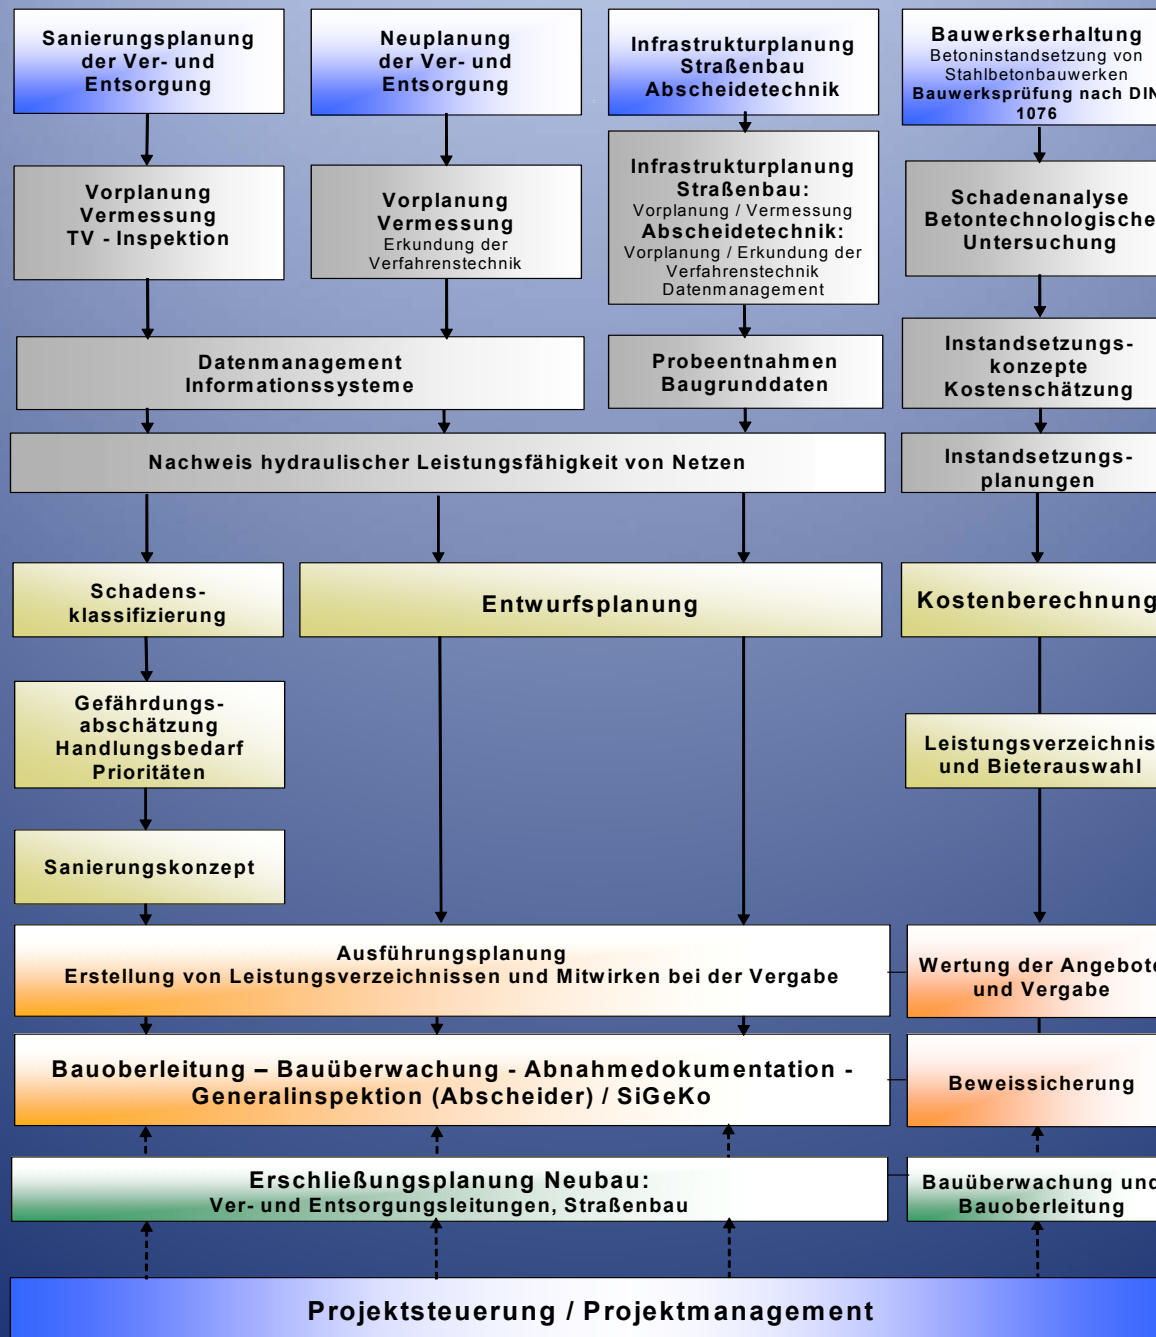 Sanierungsplanung
der Ver- und
Entsorgung
Neuplanung
der Ver- und
Entsorgung
Infrastrukturplanung
Straßenbau
Abscheidetechnik
Bauwerkserhaltung
Betoninstandsetzung von
Stahlbetonbauwerken
Bauwerksprüfung nach DIN
1076
Vorplanung
Vermessung
TV - Inspektion
Vorplanung
Vermessung
Erkundung der
Verfahrenstechnik
Infrastrukturplanung
Straßenbau:
Vorplanung / Vermessung
Abscheidetechnik:
Vorplanung / Erkundung der
Verfahrenstechnik
Datenmanagement
Schadenanalyse
Betontechnologische
Untersuchung
Datenmanagement
Informationssysteme
Probeentnahmen
Baugrunddaten
Instandsetzungs-
konzepte
Kostenschätzung
Nachweis hydraulischer Leistungsfähigkeit von Netzen
Instandsetzungs-
planungen
Schadens-
klassifizierung
Entwurfsplanung
Kostenberechnung
Gefährdungs-
abschätzung
Handlungsbedarf
Prioritäten
Leistungsverzeichnis
und Bieterauswahl
Sanierungskonzept
Ausführungsplanung
Erstellung von Leistungsverzeichnissen und Mitwirken bei der Vergabe
Wertung der Angebote
und Vergabe
Bauoberleitung – Bauüberwachung - Abnahmedokumentation -
Generalinspektion (Abscheider) / SiGeKo
Beweissicherung
Erschließungsplanung Neubau:
Ver- und Entsorgungsleitungen, Straßenbau
Bauüberwachung und
Bauoberleitung
Projektsteuerung / Projektmanagement